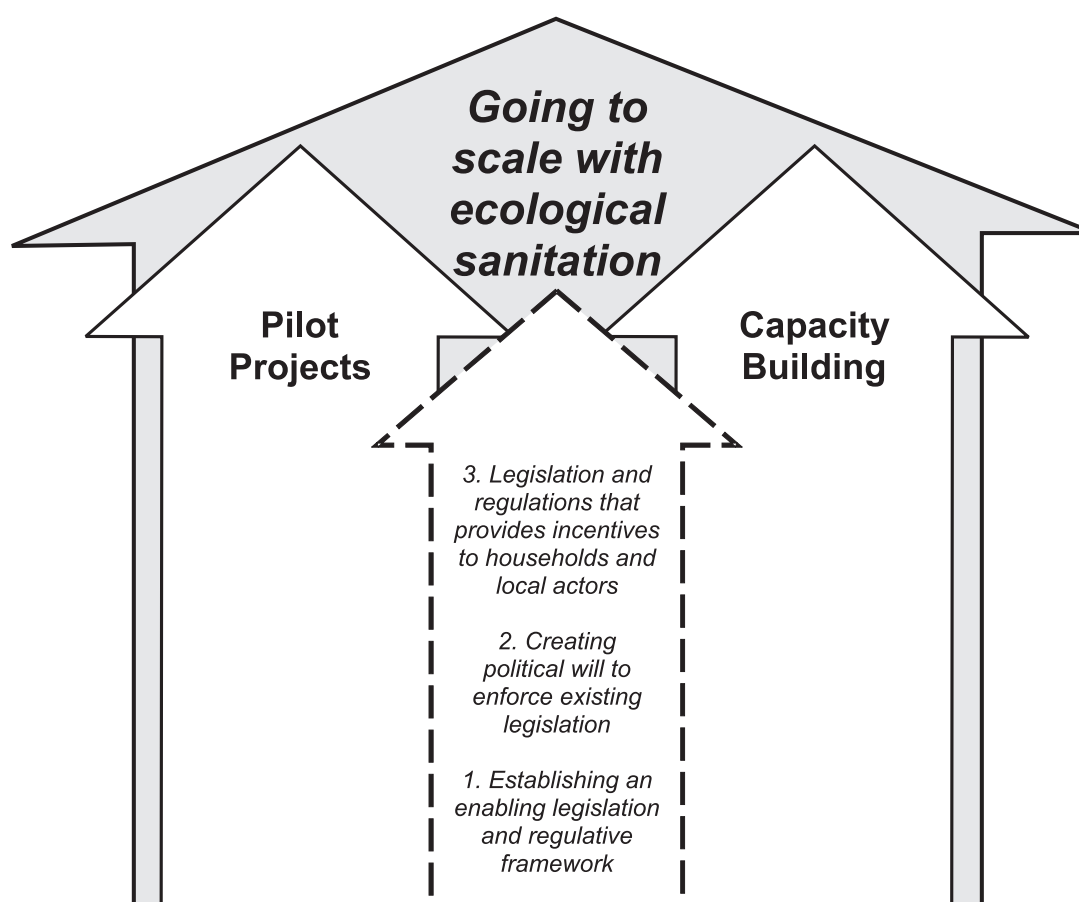 Going to
scale with
ecological
sanitation
Pilot
Projects
Capacity
Building
3. Legislation and
regulations that
provides incentives
to households and
local actors
2. Creating
political will to
enforce existing
legislation
1. Establishing an
enabling legislation
and regulative
framework